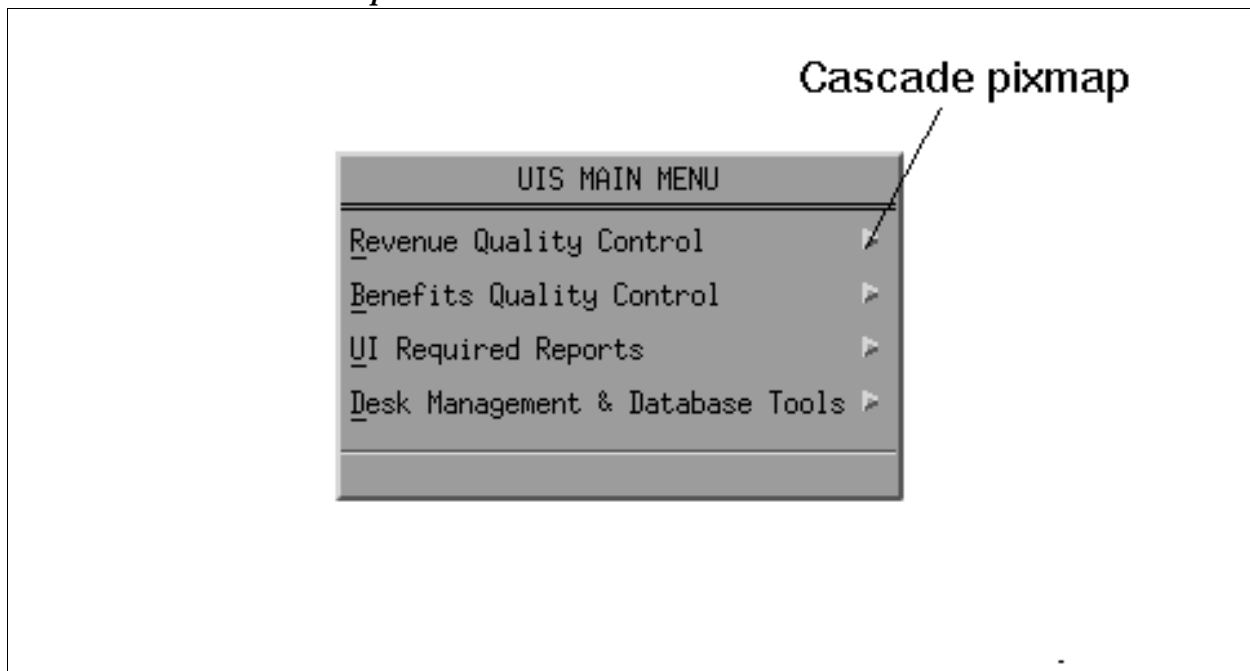 Cascade pixmap
UIS MAIN MENU
Revenue Quality Control
Benefits Quality Control
UI Required Reports
Desk Management & Database Tools